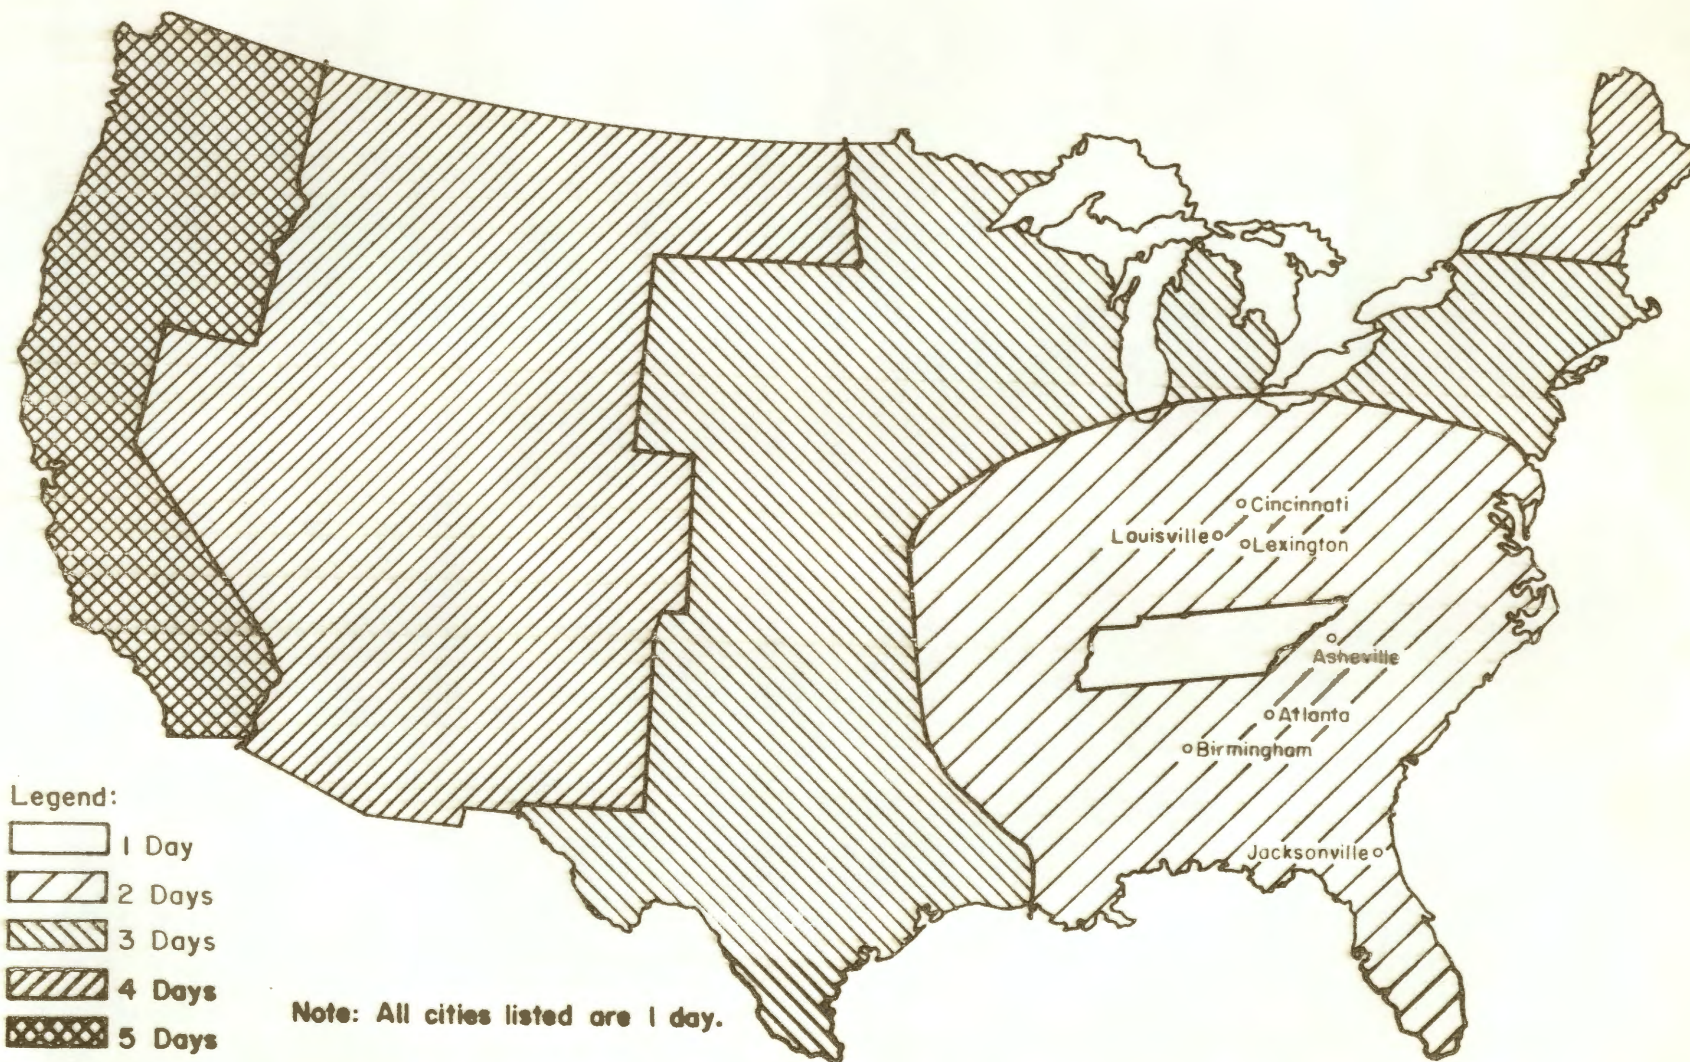 Cincinnati
Louisville
Lexington
Asheville
Atlanta
Birmingham
Jacksonville
Legend:
1 Day
2 Days
3 Days
4 Days
5 Days
Note: All cities listed are 1 day.